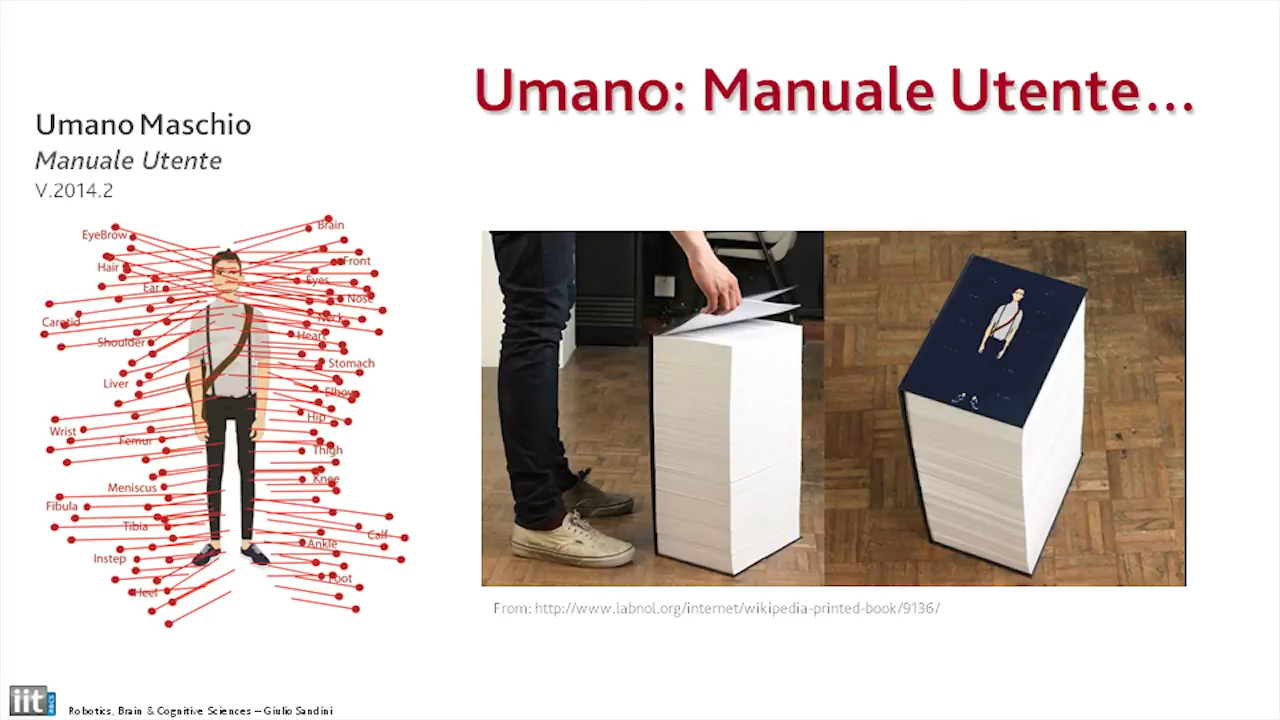 Umano: Manuale Utente...
Umano Maschio
Manuale Utente
V.2014.2
Brain
EyeBrow
Front
Hair
Eyes
Ear
Nose
Neck
Carotid
Heart
Shoulder
Stomach
Liver
Elbow
Hip
Wrist
Femur
Thigh
Knee
Meniscus
Fibula
Tibia
Calf
Ankle
Instep
Foot
Heel
From: http://www.labnol.org/internet/wikipedia-printed-book/9136/
iit
RBCS
Robotics, Brain & Cognitive Sciences – Giulio Sandini